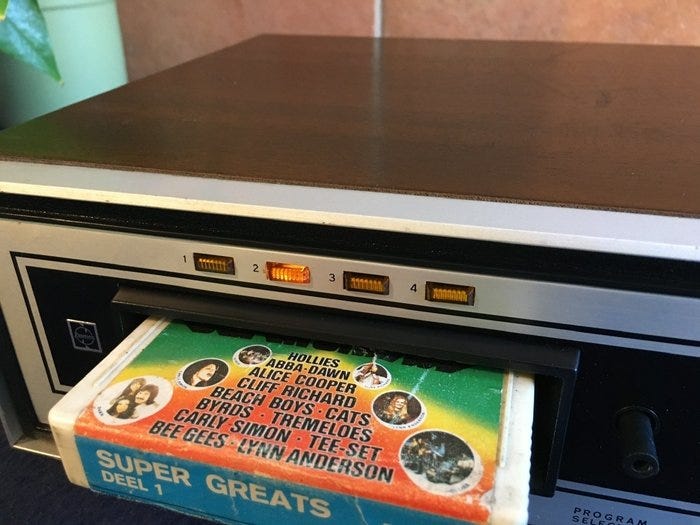 1 2 3 4
HOLLIES
ABBA · DAWN
ALICE COOPER
CLIFF RICHARD
BEACH BOYS · CATS
BYRDS · TREMELOES
CARLY SIMON · TEE-SET
BEE GEES · LYNN ANDERSON
SUPER GREATS
DEEL 1
PROGRAM